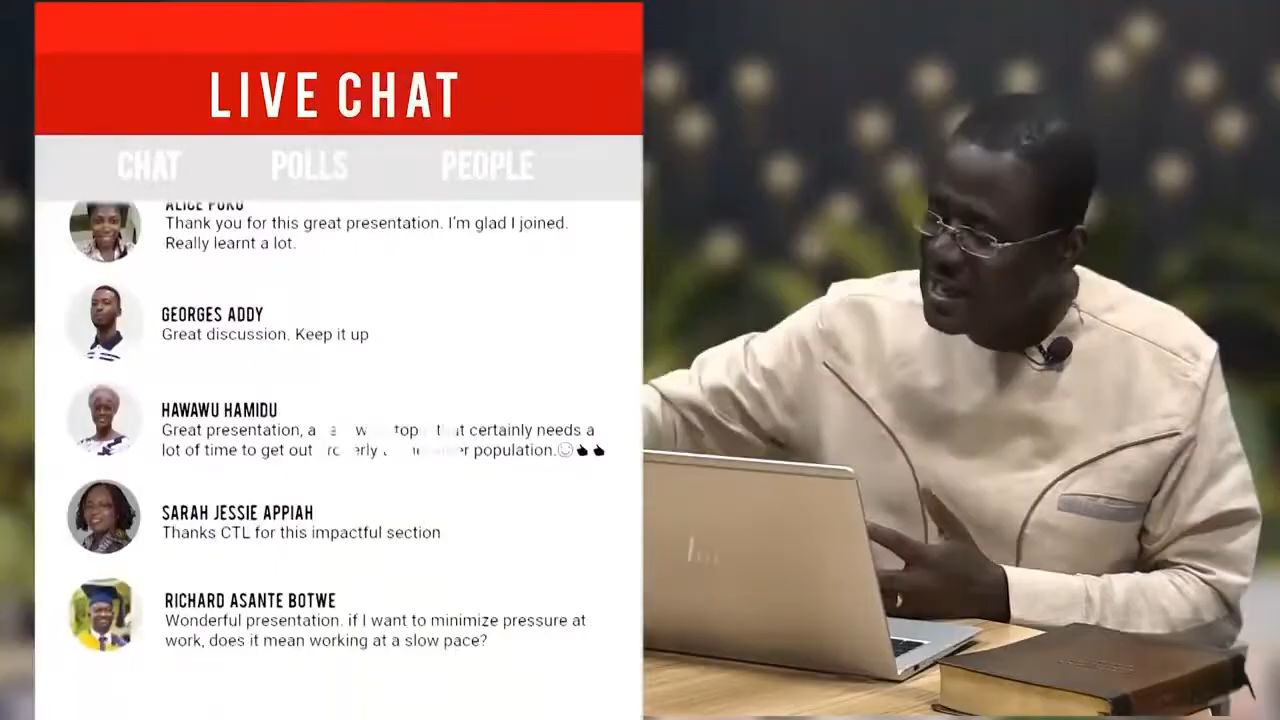 LIVE CHAT
CHAT POLLS PEOPLE
ALICE
Thank you for this great presentation. I'm glad I joined.
Really learnt a lot.
GEORGES ADDY
Great discussion. Keep it up
HAWAWU HAMIDU
Great presentation, certainly needs a
lot of time to get out population.
SARAH JESSIE APPIAH
Thanks CTL for this impactful section
RICHARD ASANTE BOTWE
Wonderful presentation. if I want to minimize pressure at
work, does it mean working at a slow pace?